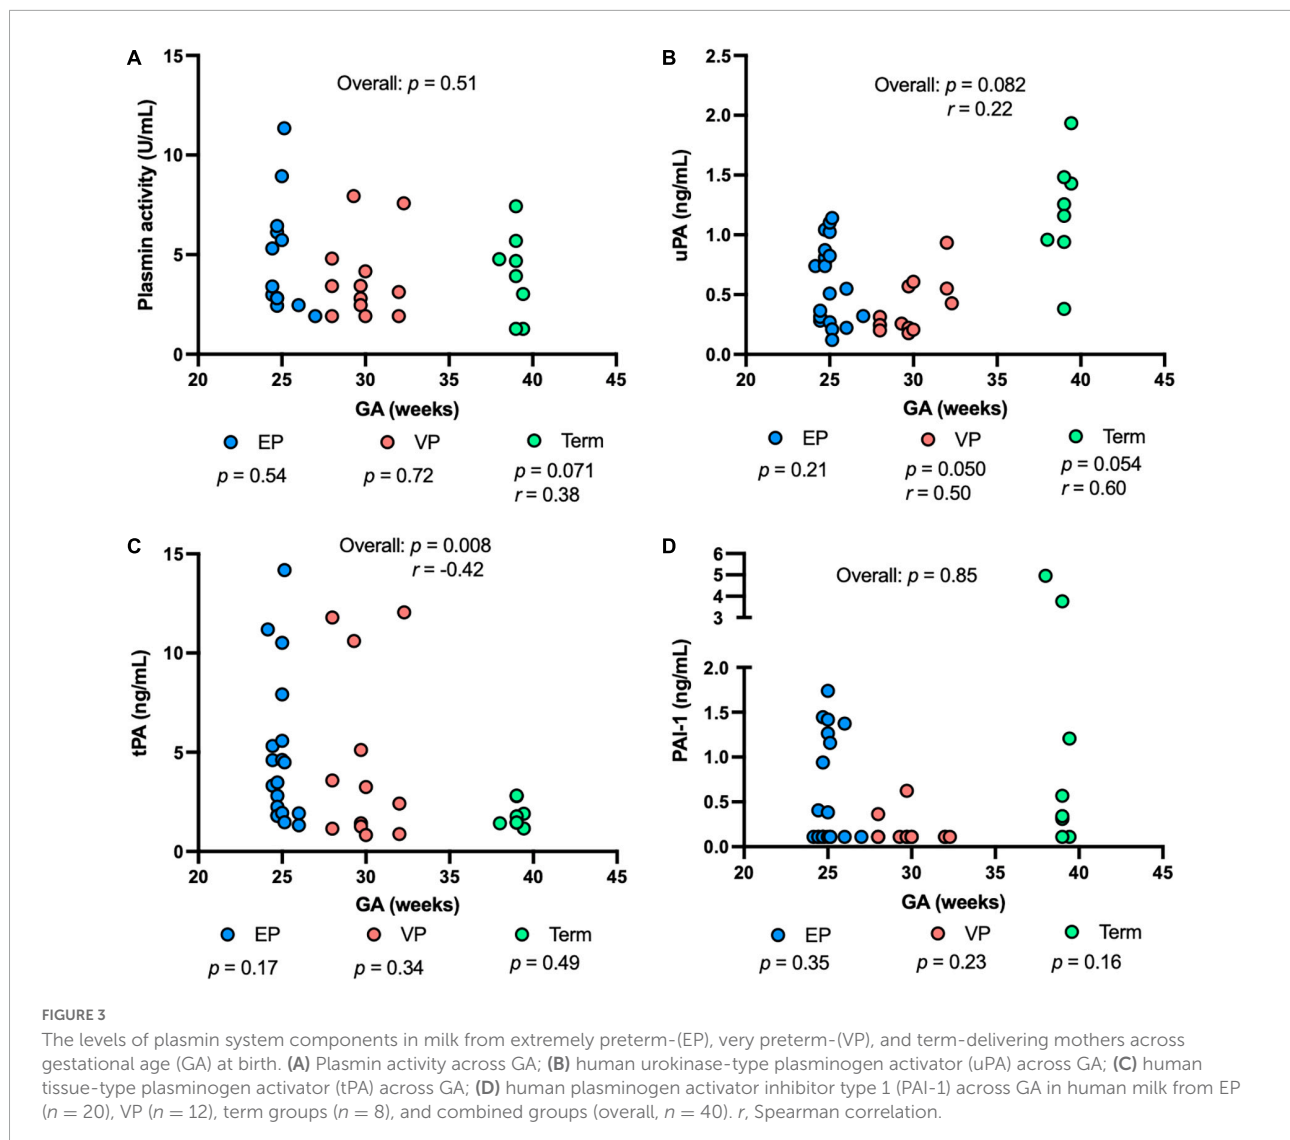 A
Overall: p = 0.51
Plasmin activity (U/mL)
15
10
5
0
20 25 30 35 40 45
GA (weeks)
EP VP Term
p = 0.54 p = 0.72 p = 0.071
r = 0.38
B
Overall: p = 0.082
r = 0.22
uPA (ng/mL)
2.5
2.0
1.5
1.0
0.5
0.0
20 25 30 35 40 45
GA (weeks)
EP VP Term
p = 0.21 p = 0.050 p = 0.054
r = 0.50 r = 0.60
C
Overall: p = 0.008
r = -0.42
tPA (ng/mL)
15
10
5
0
20 25 30 35 40 45
GA (weeks)
EP VP Term
p = 0.17 p = 0.34 p = 0.49
D
Overall: p = 0.85
PAI-1 (ng/mL)
6
5
4
3
2.0
1.5
1.0
0.5
0.0
20 25 30 35 40 45
GA (weeks)
EP VP Term
p = 0.35 p = 0.23 p = 0.16
FIGURE 3
The levels of plasmin system components in milk from extremely preterm-(EP), very preterm-(VP), and term-delivering mothers across
gestational age (GA) at birth. (A) Plasmin activity across GA; (B) human urokinase-type plasminogen activator (uPA) across GA; (C) human
tissue-type plasminogen activator (tPA) across GA; (D) human plasminogen activator inhibitor type 1 (PAI-1) across GA in human milk from EP
(n = 20), VP (n = 12), term groups (n = 8), and combined groups (overall, n = 40). r, Spearman correlation.